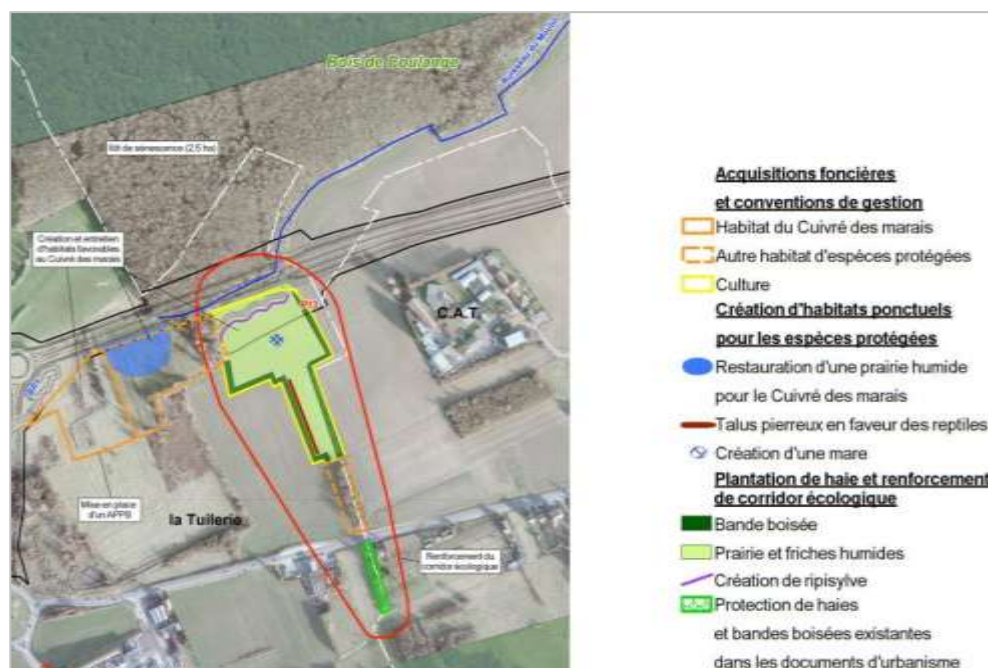 Bois de Boulanas
Ilôt de sénescence (2,5 ha)
Création et entretien
d'habitats favorables
au Cuivré des marais
C.A.T.
Mise en place
d'un APPB
la Tuilerie
Renforcement du
corridor écologique
Acquisitions foncières
et conventions de gestion
Habitat du Cuivré des marais
Autre habitat d'espèces protégées
Culture
Création d'habitats ponctuels
pour les espèces protégées
Restauration d'une prairie humide
pour le Cuivré des marais
Talus pierreux en faveur des reptiles
Création d'une mare
Plantation de haie et renforcement
de corridor écologique
Bande boisée
Prairie et friches humides
Création de ripisylve
Protection de haies
et bandes boisées existantes
dans les documents d'urbanisme